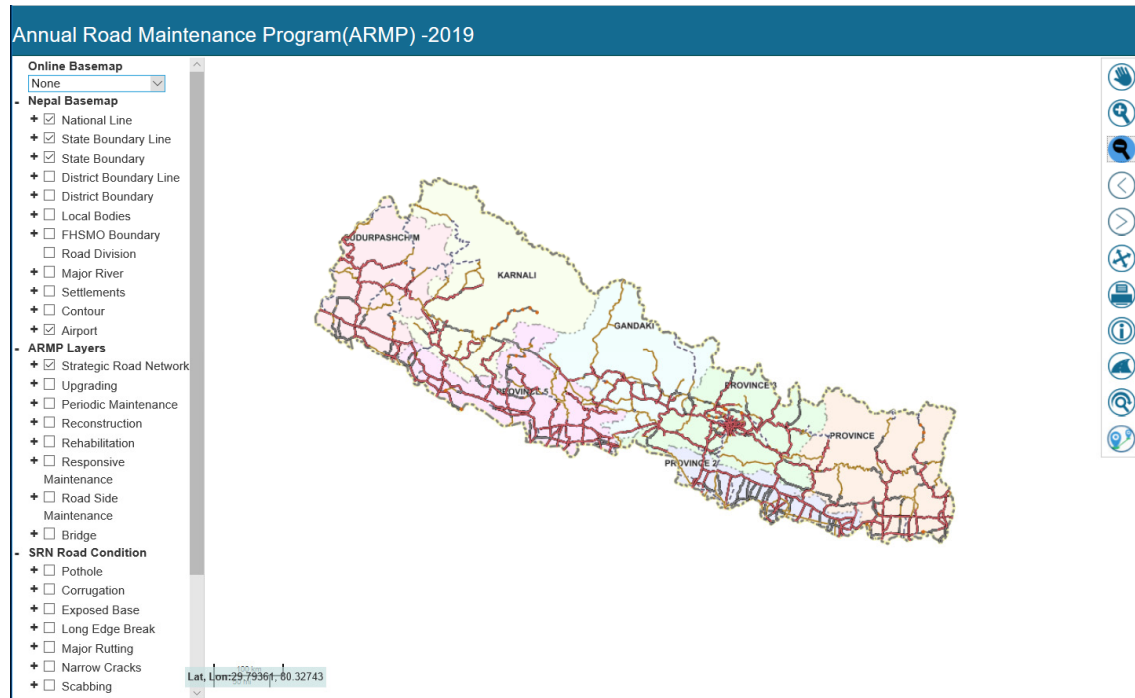 Annual Road Maintenance Program(ARMP) -2019
Online Basemap
None
- Nepal Basemap
+ National Line
+ State Boundary Line
+ State Boundary
+ District Boundary Line
+ District Boundary
+ Local Bodies
+ FHSMO Boundary
Road Division
+ Major River
+ Settlements
+ Contour
+ Airport
- ARMP Layers
+ Strategic Road Network
+ Upgrading
+ Periodic Maintenance
+ Reconstruction
+ Rehabilitation
+ Responsive
Maintenance
+ Road Side
Maintenance
+ Bridge
- SRN Road Condition
+ Pothole
+ Corrugation
+ Exposed Base
+ Long Edge Break
+ Major Rutting
+ Narrow Cracks
+ Scabbing
KARNALI
GANDAKI
PROVINCE 3
PROVINCE 5
PROVINCE
PROVINCE 2
100 km
Lat, Lon:29.79361, 80.32743